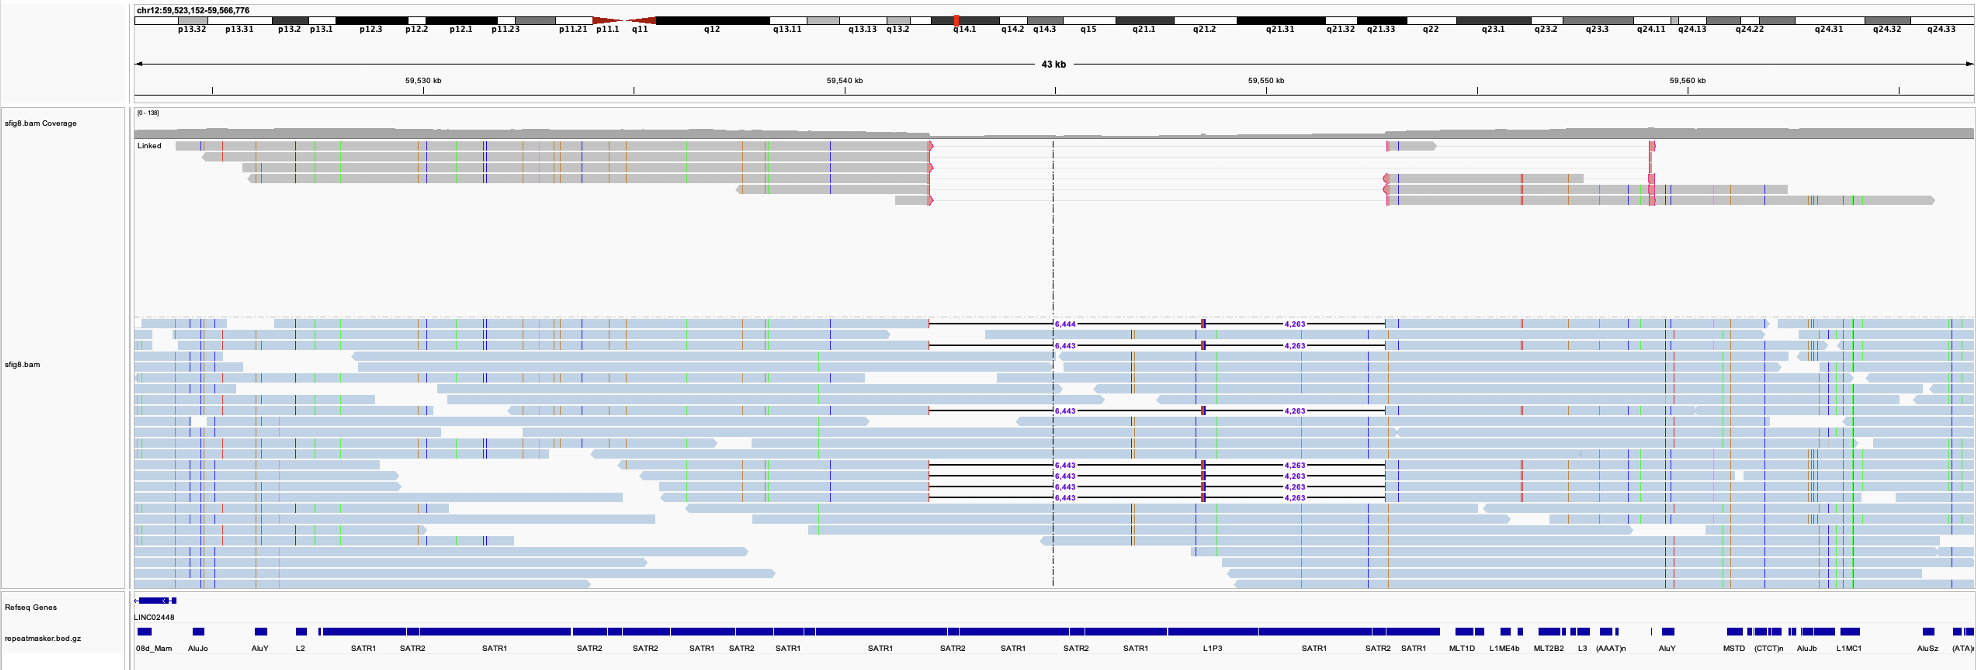 chr12:59,523,152-59,566,776
p13.32 p13.31 p13.2 p13.1 p12.3 p12.2 p12.1 p11.23 p11.21 p11.1 q11 q12 q13.11 q13.13 q13.2 q14.1 q14.2 q14.3 q15 q21.1 q21.2 q21.31 q21.32 q21.33 q22 q23.1 q23.2 q23.3 q24.11 q24.13 q24.22 q24.31 q24.32 q24.33
43 kb
59,530 kb 59,540 kb 59,550 kb 59,560 kb
[0 - 138]
sfig8.bam Coverage
Linked
6,444 4,263
6,443 4,263
sfig8.bam
6,443 4,263
6,443 4,263
6,443 4,263
6,443 4,263
6,443 4,263
Refseq Genes
LINC02448
repeatmasker.bed.gz
08d_Mam AluJo AluY L2 SATR1 SATR2 SATR1 SATR2 SATR2 SATR1 SATR2 SATR1 SATR1 SATR2 SATR1 SATR2 SATR1 L1P3 SATR1 SATR2 SATR1 MLT1D L1ME4b MLT2B2 L3 (AAAT)n AluY MSTD (CTCT)n AluJb L1MC1 AluSz (ATA)